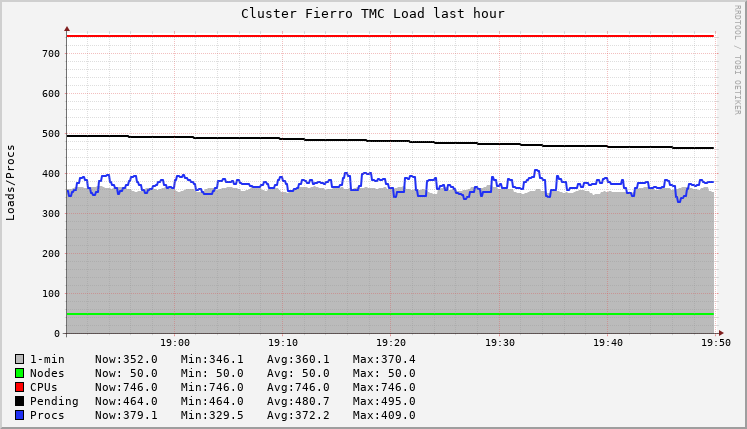 Cluster Fierro TMC Load last hour
RRDTOOL / TOBI OETIKER
Loads/Procs
700
600
500
400
300
200
100
0
19:00 19:10 19:20 19:30 19:40 19:50
1-min Now:352.0 Min:346.1 Avg:360.1 Max:370.4
Nodes Now: 50.0 Min: 50.0 Avg: 50.0 Max: 50.0
CPUs Now:746.0 Min:746.0 Avg:746.0 Max:746.0
Pending Now:464.0 Min:464.0 Avg:480.7 Max:495.0
Procs Now:379.1 Min:329.5 Avg:372.2 Max:409.0